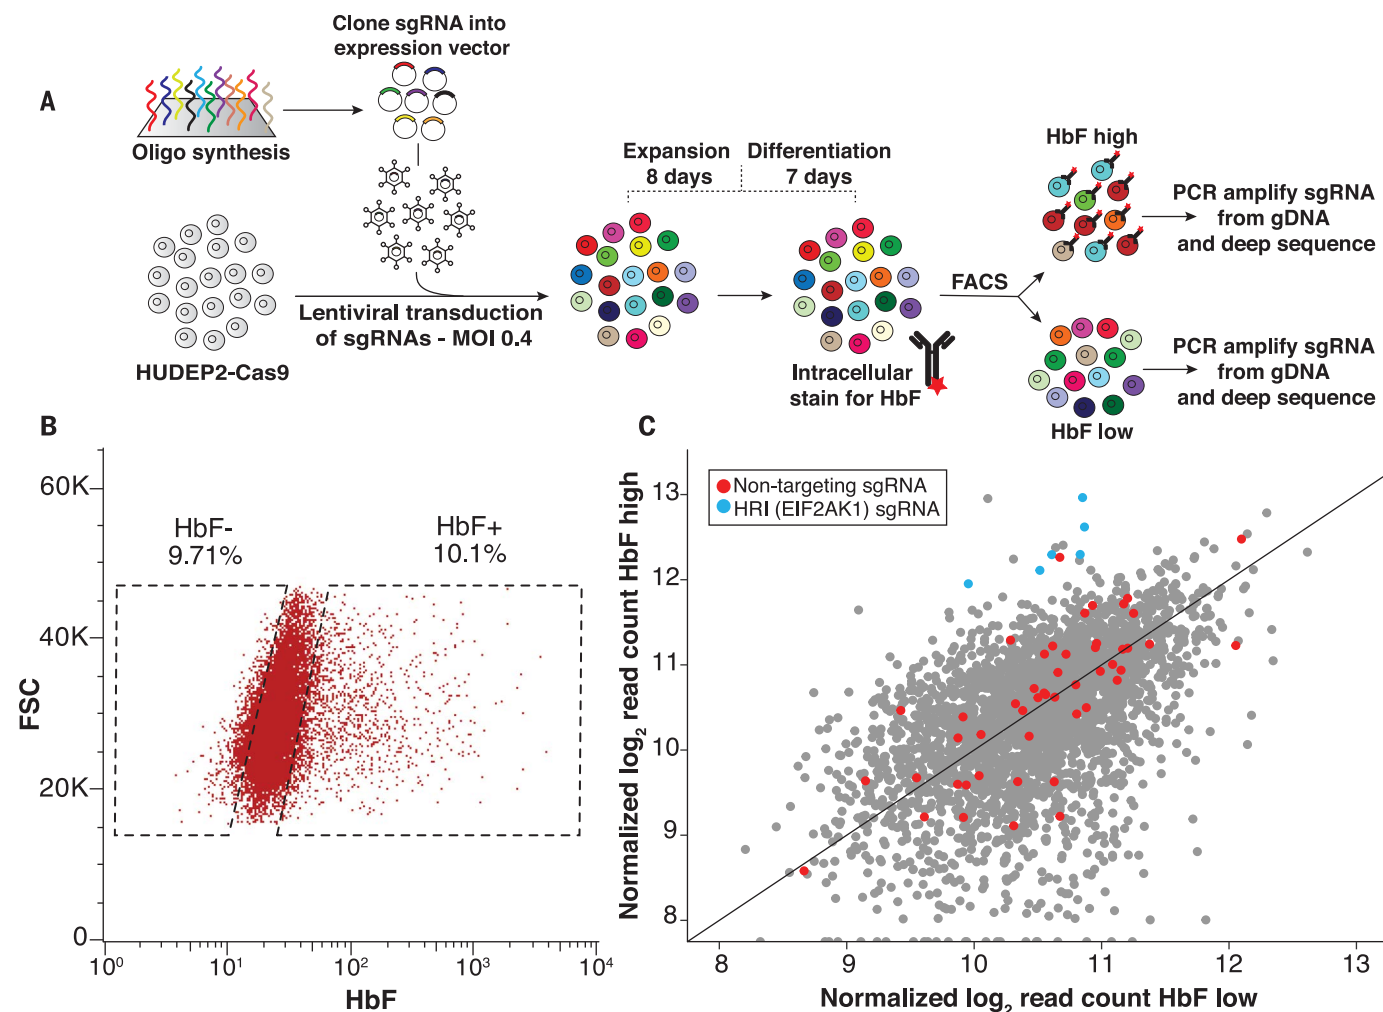 A
Clone sgRNA into
expression vector
Oligo synthesis
HUDEP2-Cas9
Lentiviral transduction
of sgRNAs - MOI 0.4
Expansion
8 days
Differentiation
7 days
Intracellular
stain for HbF
FACS
HbF high
PCR amplify sgRNA
from gDNA
and deep sequence
HbF low
PCR amplify sgRNA
from gDNA
and deep sequence
B
60K
40K
20K
0
FSC
HbF-
9.71%
HbF+
10.1%
10⁰ 10¹ 10² 10³ 10⁴
HbF
C
Non-targeting sgRNA
HRI (EIF2AK1) sgRNA
Normalized log₂ read count HbF high
13
12
11
10
9
8
8 9 10 11 12 13
Normalized log₂ read count HbF low